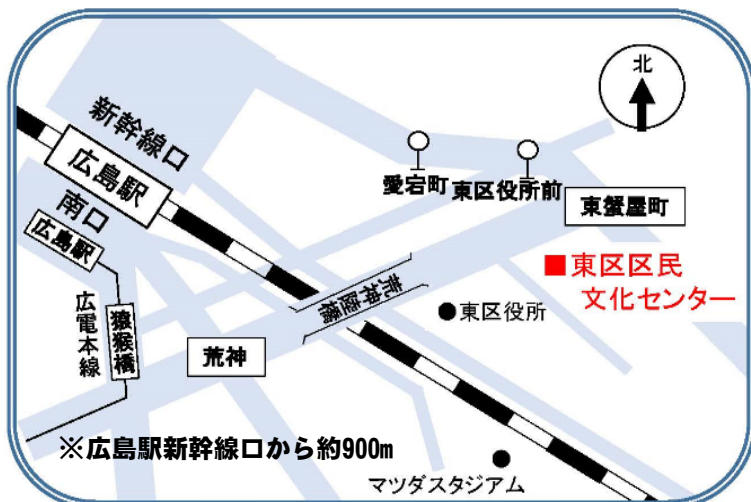 北
新幹線口
広島駅
南口
広島駅
広電本線
猿猴橋
愛宕町
東区役所前
東蟹屋町
■東区区民
文化センター
荒神陸橋
●東区役所
荒神
※広島駅新幹線口から約900m
マツダスタジアム